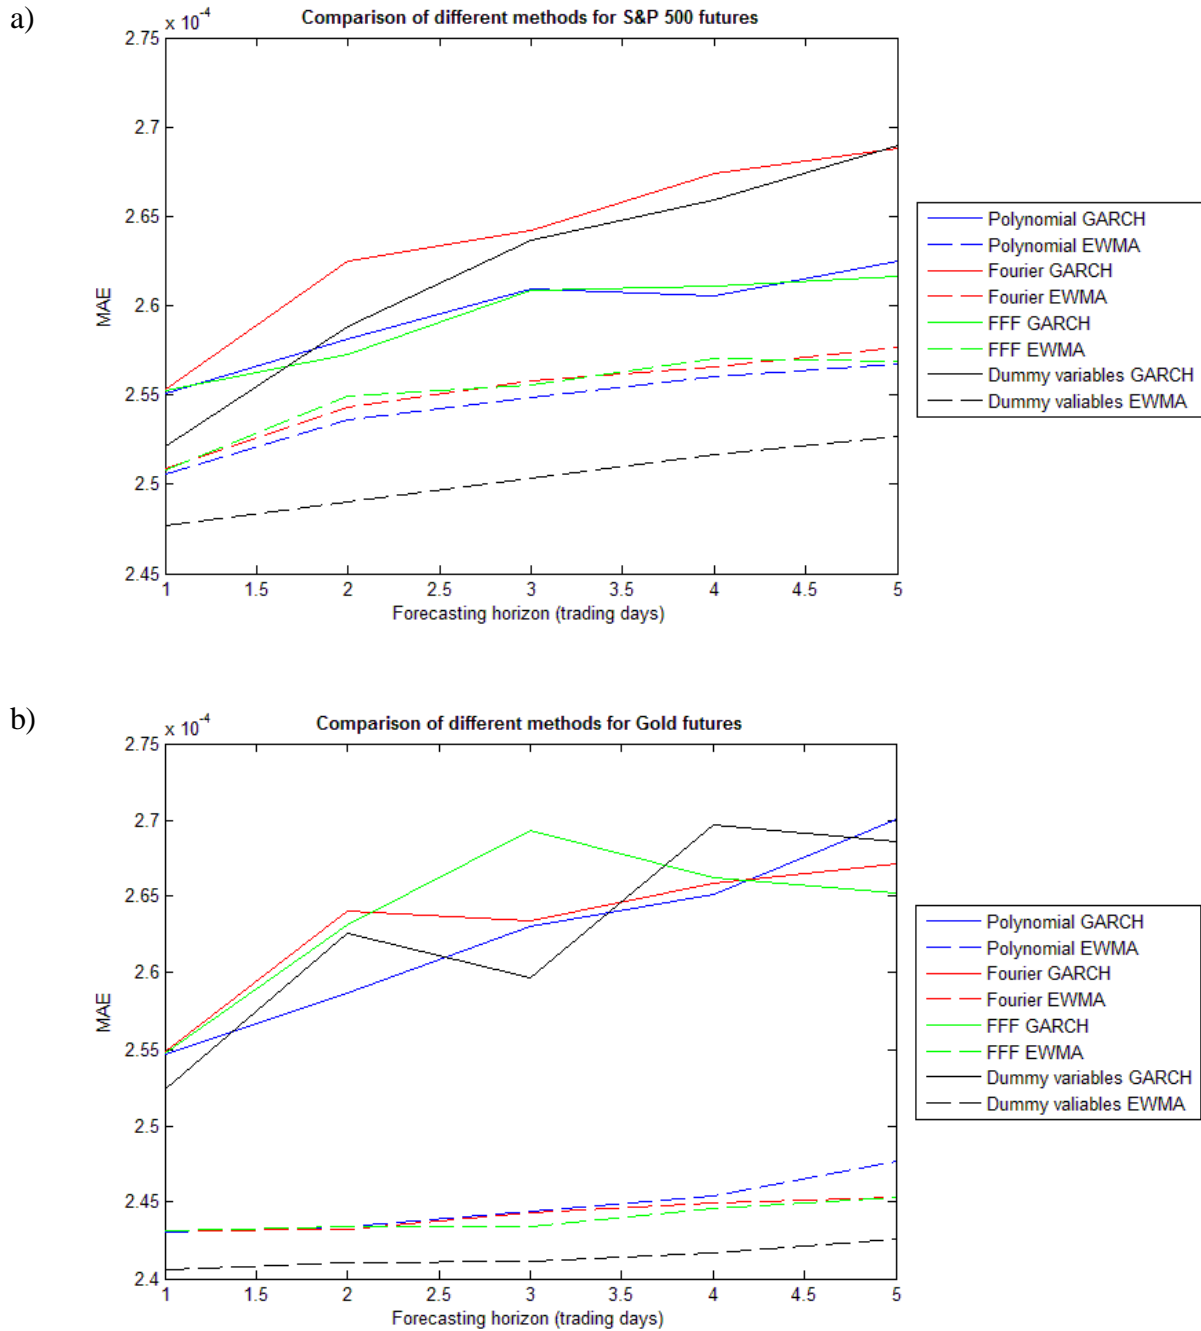 a)
x 10^-4
Comparison of different methods for S&P 500 futures
2.75
2.7
2.65
2.6
2.55
2.5
2.45
MAE
1 1.5 2 2.5 3 3.5 4 4.5 5
Forecasting horizon (trading days)
Polynomial GARCH
Polynomial EWMA
Fourier GARCH
Fourier EWMA
FFF GARCH
FFF EWMA
Dummy variables GARCH
Dummy valiables EWMA
b)
x 10^-4
Comparison of different methods for Gold futures
2.75
2.7
2.65
2.6
2.55
2.5
2.45
2.4
MAE
1 1.5 2 2.5 3 3.5 4 4.5 5
Forecasting horizon (trading days)
Polynomial GARCH
Polynomial EWMA
Fourier GARCH
Fourier EWMA
FFF GARCH
FFF EWMA
Dummy variables GARCH
Dummy valiables EWMA